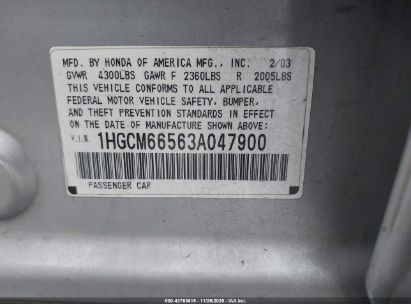 MFD. BY HONDA OF AMERICA MFG., INC. 2/03
GVWR 4300LBS GAWR F 2360LBS R 2005LBS
THIS VEHICLE CONFORMS TO ALL APPLICABLE
FEDERAL MOTOR VEHICLE SAFETY, BUMPER,
AND THEFT PREVENTION STANDARDS IN EFFECT
ON THE DATE OF MANUFACTURE SHOWN ABOVE.
V.I.N. 1HGCM66563A047900
PASSENGER CAR